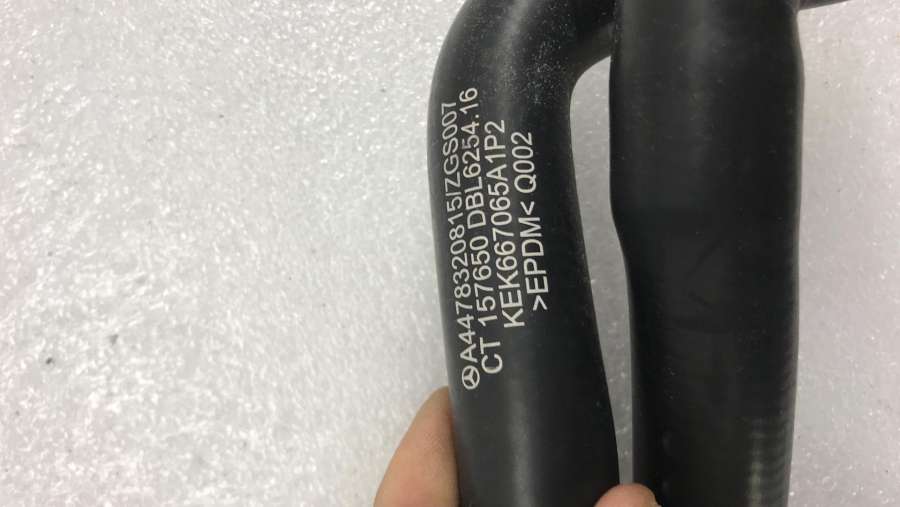 A4478320815/ZGS007
CT 157650 DBL6254.16
KEK667065A1P2
>EPDM< Q002